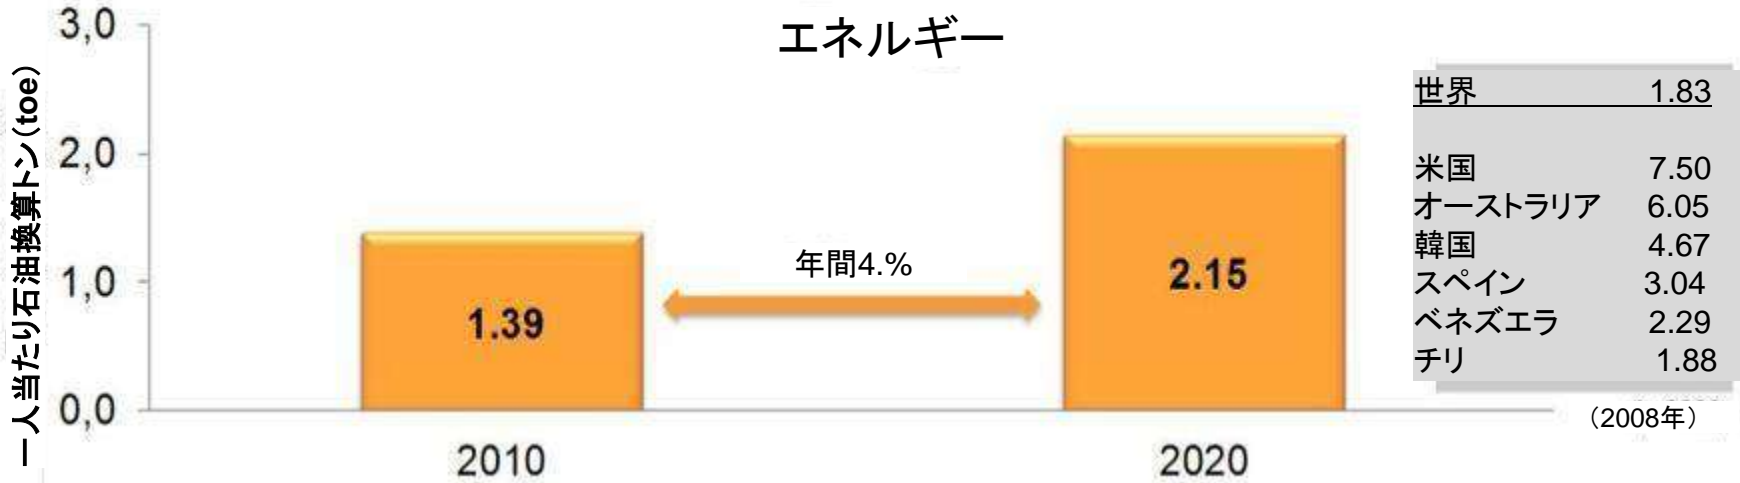 エネルギー
一人当たり石油換算トン(toe)
3,0
2,0
1,0
0,0
1.39
年間4.%
2.15
2010
2020
世界 1.83
米国 7.50
オーストラリア 6.05
韓国 4.67
スペイン 3.04
ベネズエラ 2.29
チリ 1.88
(2008年)